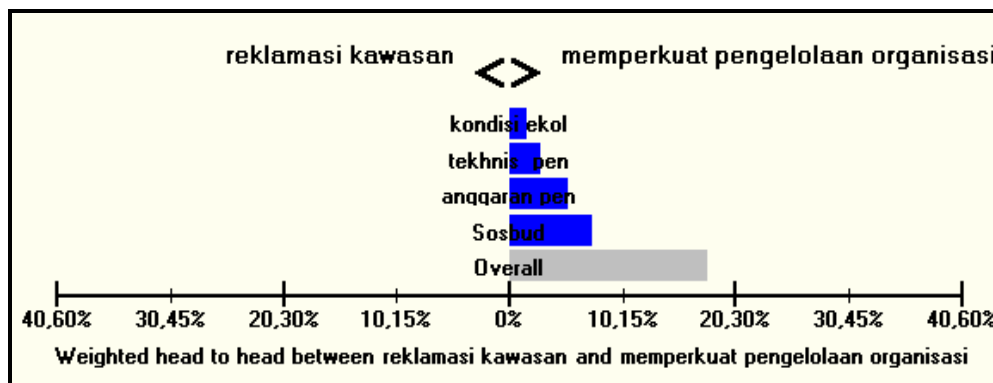 reklamasi kawasan <> memperkuat pengelolaan organisasi
kondisi ekol
tekhnis pen
anggaran pen
Sosbud
Overall
40,60% 30,45% 20,30% 10,15% 0% 10,15% 20,30% 30,45% 40,60%
Weighted head to head between reklamasi kawasan and memperkuat pengelolaan organisasi